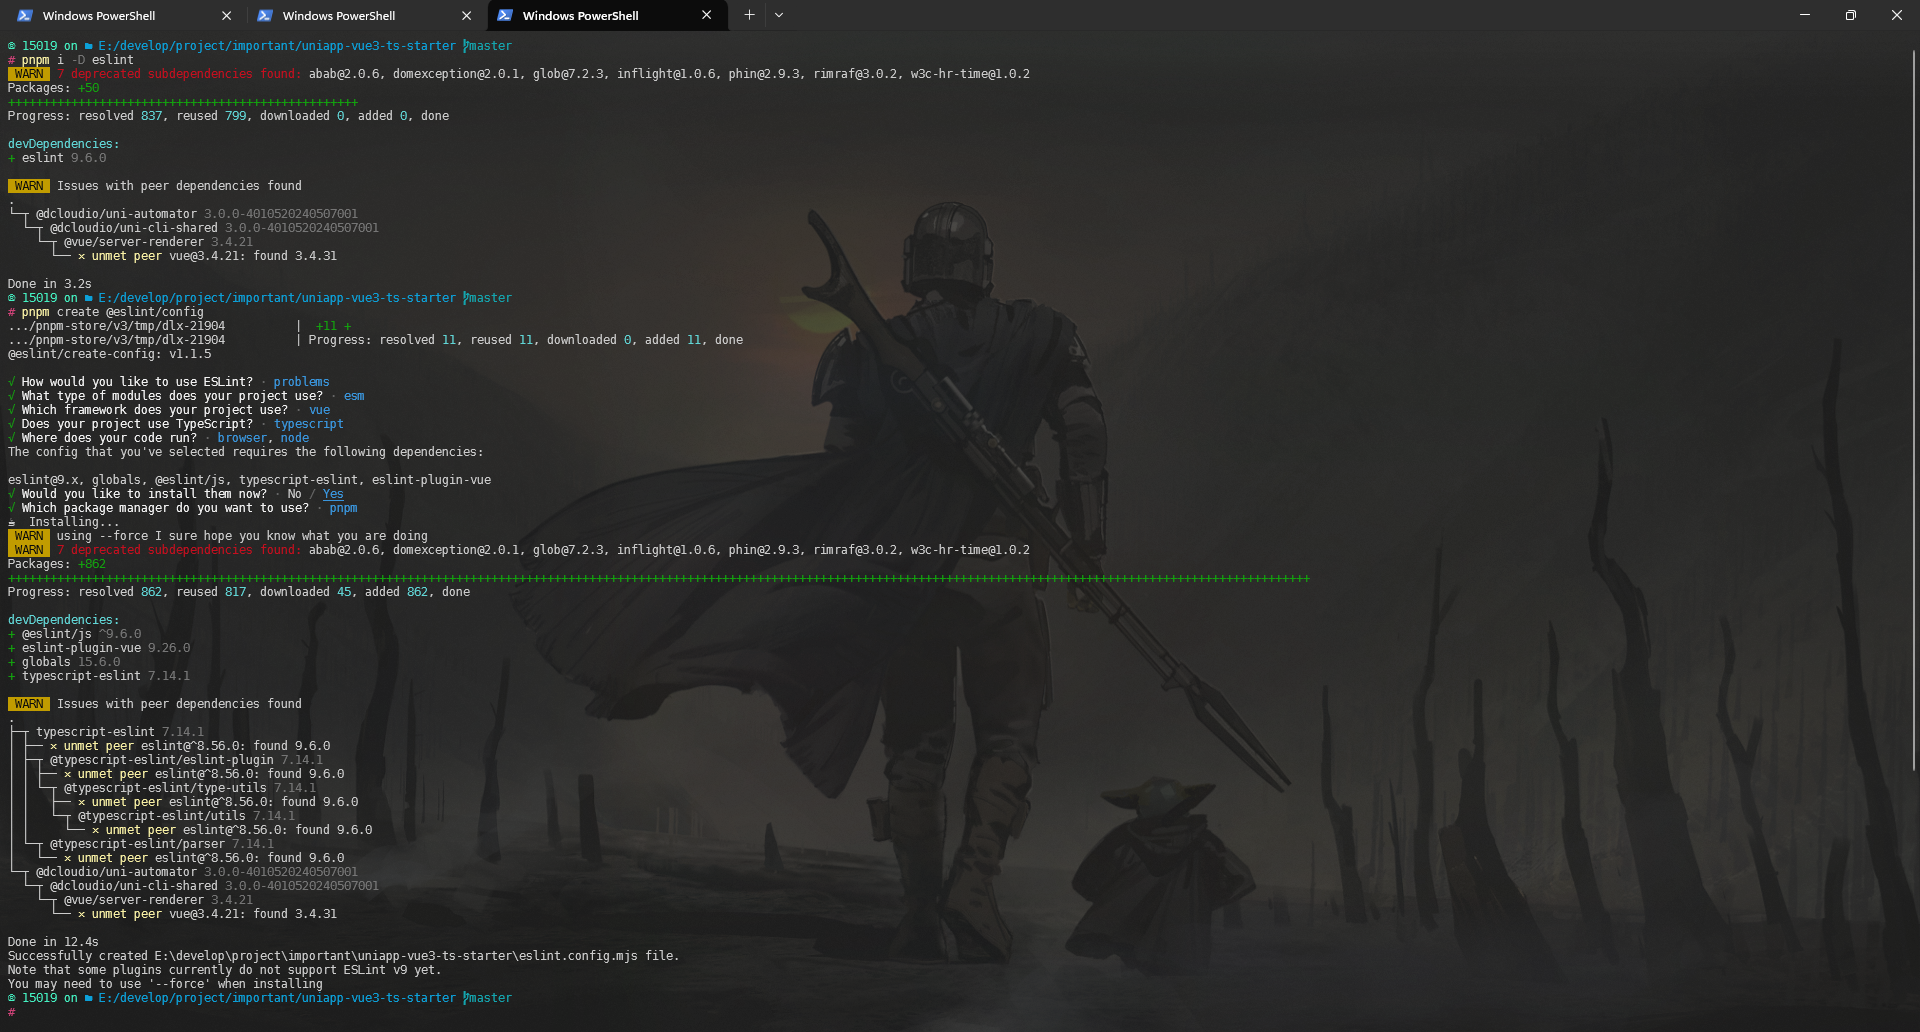 Windows PowerShell
Windows PowerShell
Windows PowerShell
15019 on E:/develop/project/important/uniapp-vue3-ts-starter master
# pnpm i -D eslint
WARN 7 deprecated subdependencies found: abab@2.0.6, domexception@2.0.1, glob@7.2.3, inflight@1.0.6, phin@2.9.3, rimraf@3.0.2, w3c-hr-time@1.0.2
Packages: +50
++++++++++++++++++++++++++++++++++++++++++++++++++
Progress: resolved 837, reused 799, downloaded 0, added 0, done
devDependencies:
+ eslint 9.6.0
WARN Issues with peer dependencies found
.
└─┬ @dcloudio/uni-automator 3.0.0-4010520240507001
  └─┬ @dcloudio/uni-cli-shared 3.0.0-4010520240507001
    └─┬ @vue/server-renderer 3.4.21
      └── ✕ unmet peer vue@3.4.21: found 3.4.31
Done in 3.2s
15019 on E:/develop/project/important/uniapp-vue3-ts-starter master
# pnpm create @eslint/config
.../pnpm-store/v3/tmp/dlx-21904 | +11 +
.../pnpm-store/v3/tmp/dlx-21904 | Progress: resolved 11, reused 11, downloaded 0, added 11, done
@eslint/create-config: v1.1.5
√ How would you like to use ESLint? · problems
√ What type of modules does your project use? · esm
√ Which framework does your project use? · vue
√ Does your project use TypeScript? · typescript
√ Where does your code run? · browser, node
The config that you've selected requires the following dependencies:
eslint@9.x, globals, @eslint/js, typescript-eslint, eslint-plugin-vue
√ Would you like to install them now? · No / Yes
√ Which package manager do you want to use? · pnpm
☕ Installing...
WARN using --force I sure hope you know what you are doing
WARN 7 deprecated subdependencies found: abab@2.0.6, domexception@2.0.1, glob@7.2.3, inflight@1.0.6, phin@2.9.3, rimraf@3.0.2, w3c-hr-time@1.0.2
Packages: +862
++++++++++++++++++++++++++++++++++++++++++++++++++++++++++++++++++++++++++++++++++++++++++++++++++++++++++++++++++++++++++++++++++++++++++++++++++++++++++++++++++++++++++++++++++++++++++
Progress: resolved 862, reused 817, downloaded 45, added 862, done
devDependencies:
+ @eslint/js ^9.6.0
+ eslint-plugin-vue 9.26.0
+ globals 15.6.0
+ typescript-eslint 7.14.1
WARN Issues with peer dependencies found
.
├─┬ typescript-eslint 7.14.1
│ ├── ✕ unmet peer eslint@^8.56.0: found 9.6.0
│ ├─┬ @typescript-eslint/eslint-plugin 7.14.1
│ │ ├── ✕ unmet peer eslint@^8.56.0: found 9.6.0
│ │ └─┬ @typescript-eslint/type-utils 7.14.1
│ │   ├── ✕ unmet peer eslint@^8.56.0: found 9.6.0
│ │   └─┬ @typescript-eslint/utils 7.14.1
│ │     └── ✕ unmet peer eslint@^8.56.0: found 9.6.0
│ └─┬ @typescript-eslint/parser 7.14.1
│   └── ✕ unmet peer eslint@^8.56.0: found 9.6.0
└─┬ @dcloudio/uni-automator 3.0.0-4010520240507001
  └─┬ @dcloudio/uni-cli-shared 3.0.0-4010520240507001
    └─┬ @vue/server-renderer 3.4.21
      └── ✕ unmet peer vue@3.4.21: found 3.4.31
Done in 12.4s
Successfully created E:\develop\project\important\uniapp-vue3-ts-starter\eslint.config.mjs file.
Note that some plugins currently do not support ESLint v9 yet.
You may need to use '--force' when installing
15019 on E:/develop/project/important/uniapp-vue3-ts-starter master
#